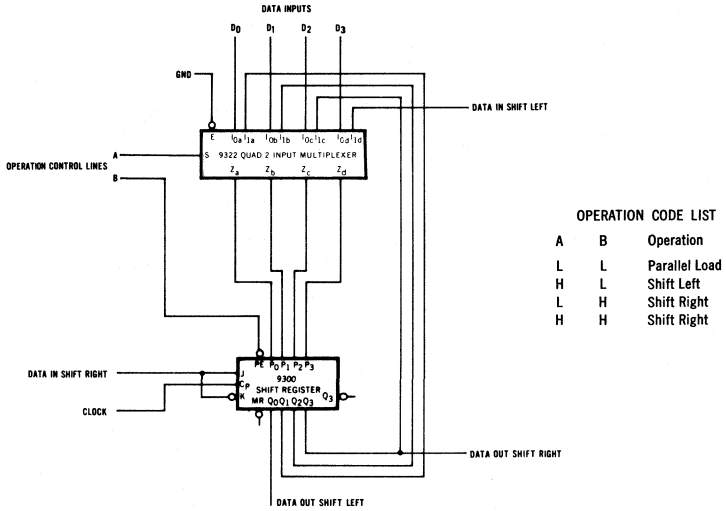 DATA INPUTS
D0 D1 D2 D3
GND
DATA IN SHIFT LEFT
E I0a I1a I0b I1b I0c I1c I0d I1d
A
S 9322 QUAD 2 INPUT MULTIPLEXER
OPERATION CONTROL LINES
B
Za Zb Zc Zd
OPERATION CODE LIST
A B Operation
L L Parallel Load
H L Shift Left
L H Shift Right
H H Shift Right
PE P0 P1 P2 P3
DATA IN SHIFT RIGHT
J 9300
CP SHIFT REGISTER
K MR Q0 Q1 Q2 Q3 Q3
CLOCK
DATA OUT SHIFT RIGHT
DATA OUT SHIFT LEFT